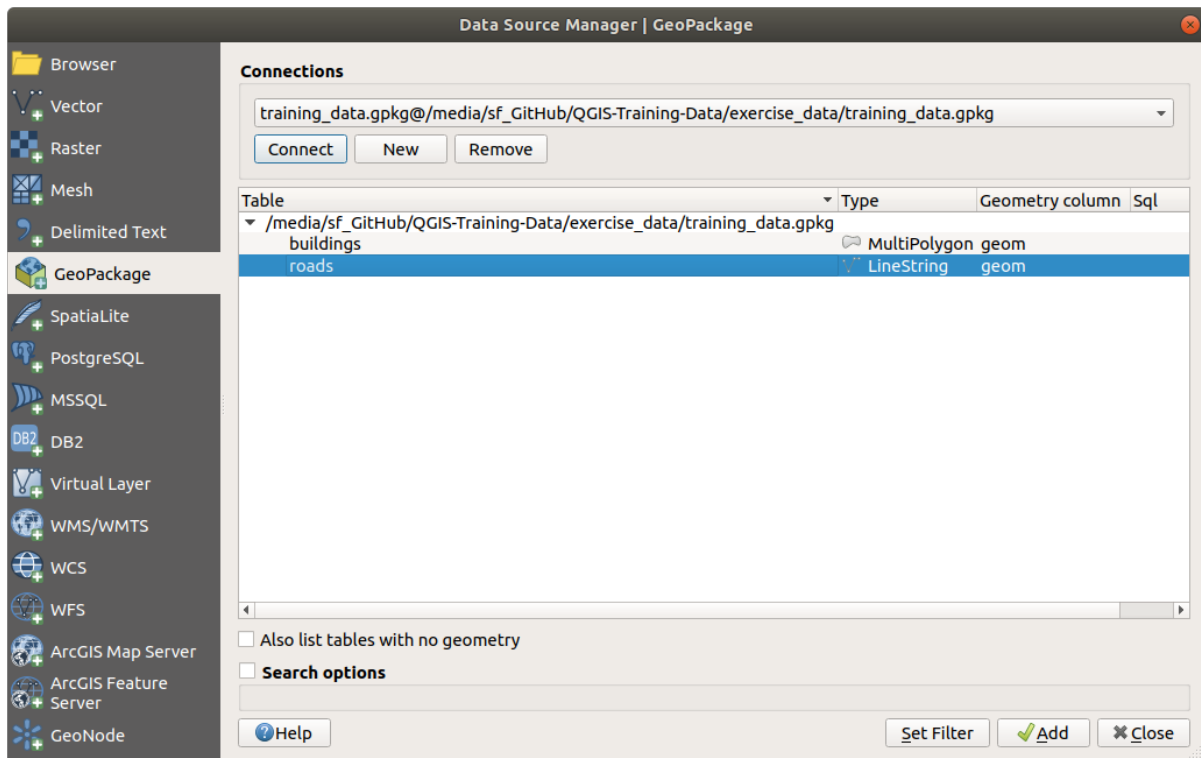 Data Source Manager | GeoPackage
Browser
Vector
Raster
Mesh
Delimited Text
GeoPackage
SpatiaLite
PostgreSQL
MSSQL
DB2
DB2
Virtual Layer
WMS/WMTS
WCS
WFS
ArcGIS Map Server
ArcGIS Feature
Server
GeoNode
Connections
training_data.gpkg@/media/sf_GitHub/QGIS-Training-Data/exercise_data/training_data.gpkg
Connect New Remove
Table Type Geometry column Sql
/media/sf_GitHub/QGIS-Training-Data/exercise_data/training_data.gpkg
buildings MultiPolygon geom
roads LineString geom
Also list tables with no geometry
Search options
Help Set Filter Add Close